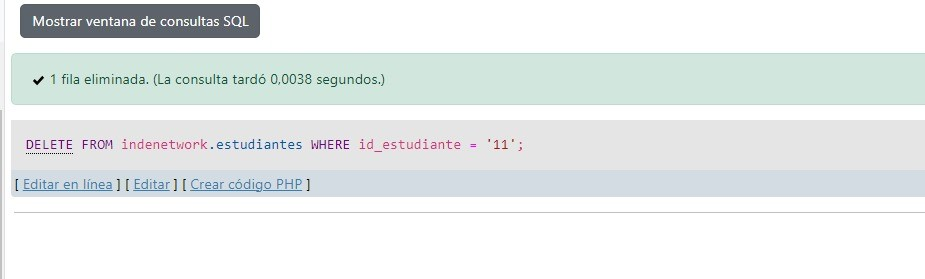 Mostrar ventana de consultas SQL
✔ 1 fila eliminada. (La consulta tardó 0,0038 segundos.)
DELETE FROM indenetwork.estudiantes WHERE id_estudiante = '11';
[ Editar en línea ] [ Editar ] [ Crear código PHP ]